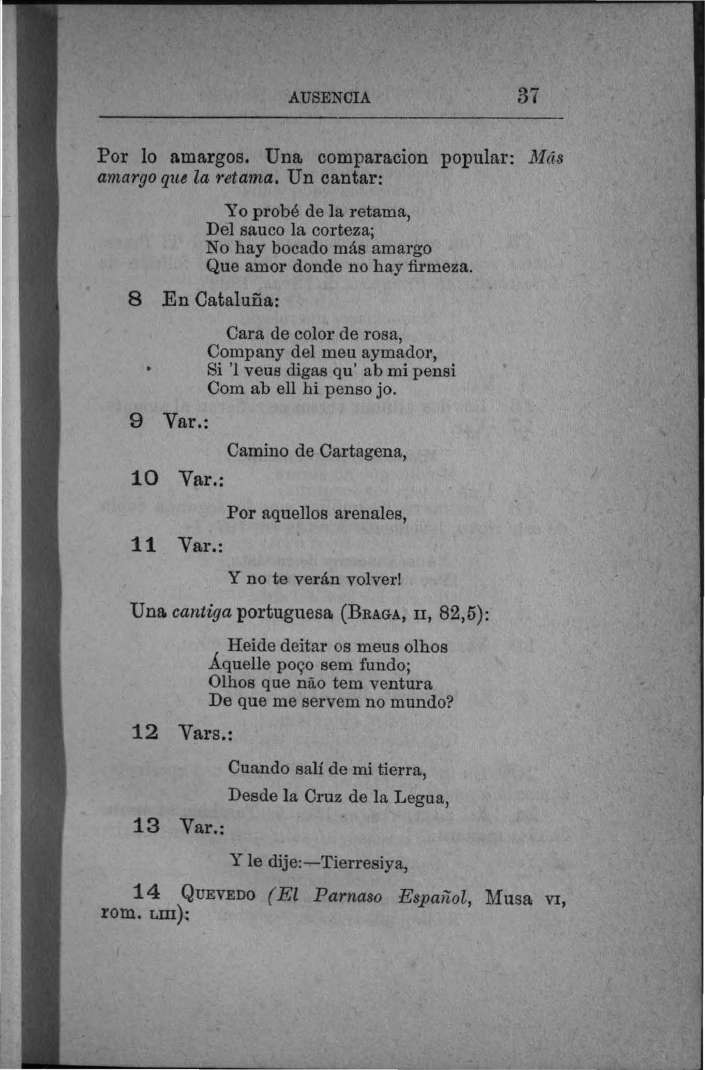 AUSENCIA 37
Por lo amargos. Una comparacion popular: Más
amargo que la retama. Un cantar:
Yo probé de la retama,
Del sauco la corteza;
No hay bocado más amargo
Que amor donde no hay firmeza.
8 En Cataluña:
Cara de color de rosa,
Company del meu aymador,
Si 'l veus digas qu' ab mi pensi
Com ab ell hi penso jo.
9 Var.:
Camino de Cartagena,
10 Var.:
Por aquellos arenales,
11 Var.:
Y no te verán volver!
Una cantiga portuguesa (BRAGA, II, 82,5):
Heide deitar os meus olhos
Áquelle poço sem fundo;
Olhos que não tem ventura
De que me servem no mundo?
12 Vars.:
Cuando salí de mi tierra,
Desde la Cruz de la Legua,
13 Var.:
Y le dije:—Tierresiya,
14 QUEVEDO (El Parnaso Español, Musa VI,
rom. LIII):